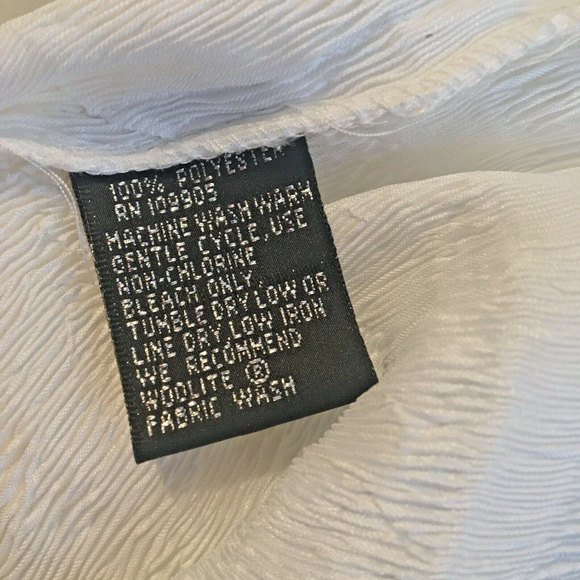 100% POLYESTER
RN 102903
MACHINE WASH WARM
GENTLE CYCLE, USE
NON-CHLORINE
BLEACH ONLY,
TUMBLE DRY LOW OR
LINE DRY LOW IRON
WE RECOMMEND
WOOLITE ®
FABRIC WASH